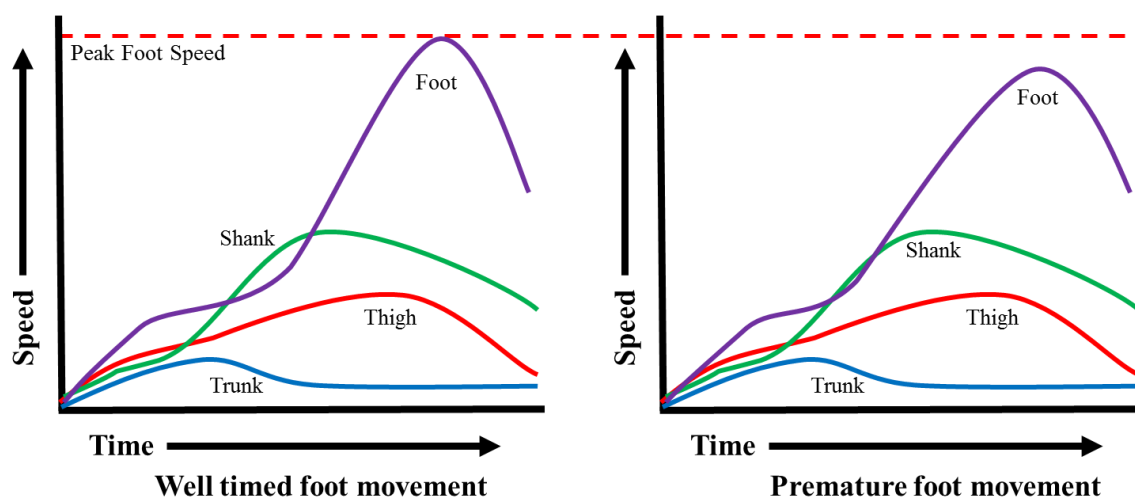 Peak Foot Speed
Foot
Shank
Thigh
Trunk
Speed
Time
Well timed foot movement
Foot
Shank
Thigh
Trunk
Speed
Time
Premature foot movement